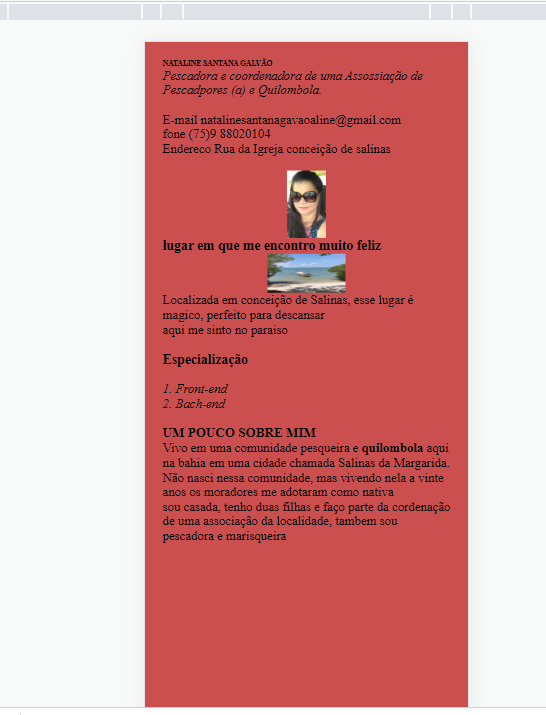 NATALINE SANTANA GALVÃO
Pescadora e coordenadora de uma Assossiação de
Pescadpores (a) e Quilombola.
E-mail natalinesantanagavaoaline@gmail.com
fone (75)9 88020104
Endereco Rua da Igreja conceição de salinas
lugar em que me encontro muito feliz
Localizada em conceição de Salinas, esse lugar é
magico, perfeito para descansar
aqui me sinto no paraiso
Especialização
1. Front-end
2. Bach-end
UM POUCO SOBRE MIM
Vivo em uma comunidade pesqueira e quilombola aqui
na bahia em uma cidade chamada Salinas da Margarida.
Não nasci nessa comunidade, mas vivendo nela a vinte
anos os moradores me adotaram como nativa
sou casada, tenho duas filhas e faço parte da cordenação
de uma associação da localidade, tambem sou
pescadora e marisqueira